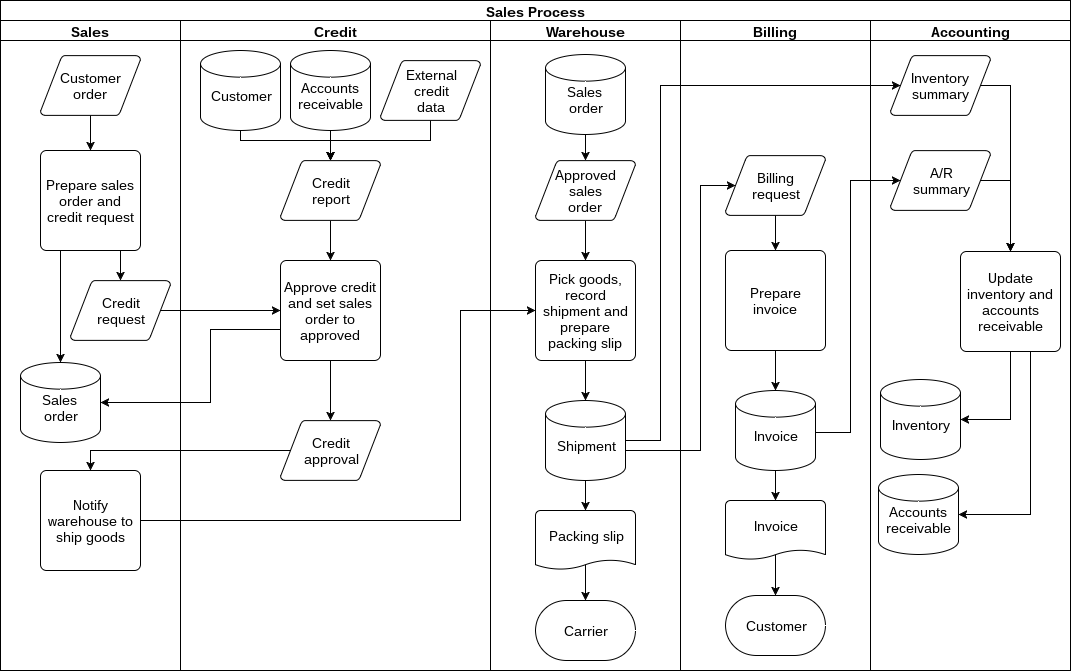 Sales Process
Sales
Credit
Warehouse
Billing
Accounting
Customer
order
Prepare sales
order and
credit request
Credit
request
Sales
order
Notify
warehouse to
ship goods
Customer
Accounts
receivable
External
credit
data
Credit
report
Approve credit
and set sales
order to
approved
Credit
approval
Sales
order
Approved
sales
order
Pick goods,
record
shipment and
prepare
packing slip
Shipment
Packing slip
Carrier
Billing
request
Prepare
invoice
Invoice
Invoice
Customer
Inventory
summary
A/R
summary
Update
inventory and
accounts
receivable
Inventory
Accounts
receivable